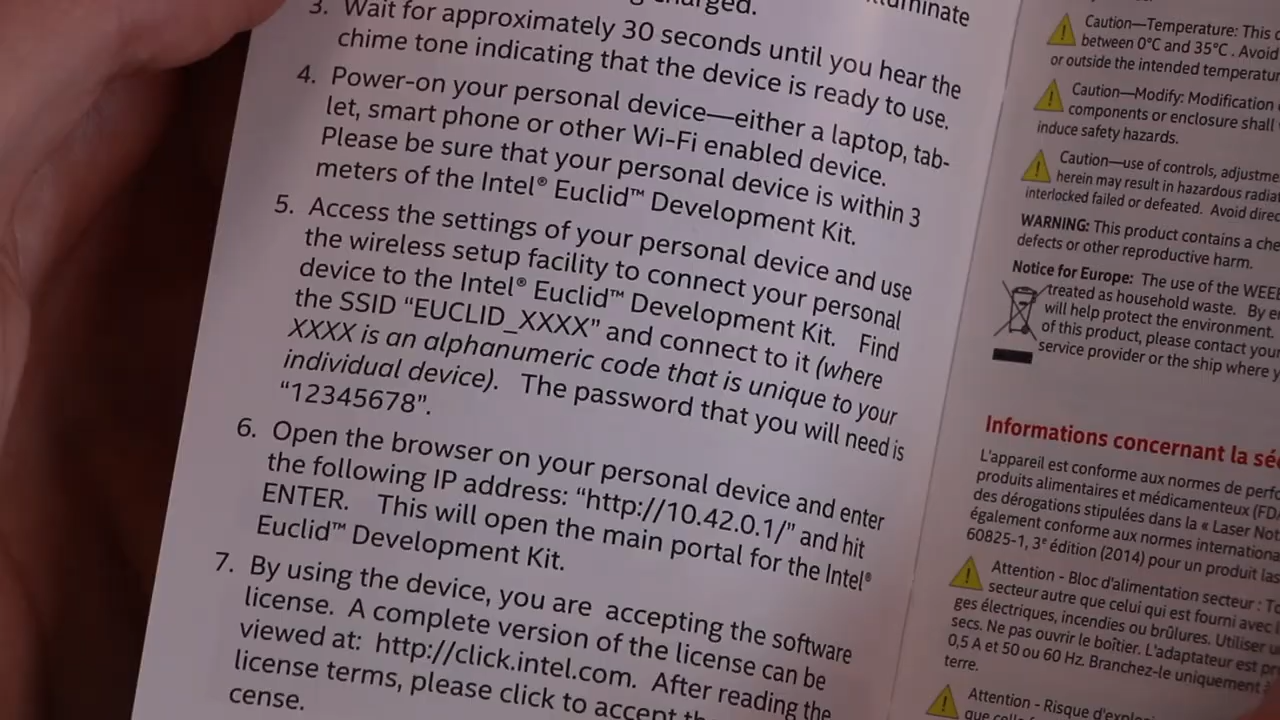 charged.
illuminate
3. Wait for approximately 30 seconds until you hear the
chime tone indicating that the device is ready to use.
4. Power-on your personal device—either a laptop, tab-
let, smart phone or other Wi-Fi enabled device.
Please be sure that your personal device is within 3
meters of the Intel® Euclid™ Development Kit.
5. Access the settings of your personal device and use
the wireless setup facility to connect your personal
device to the Intel® Euclid™ Development Kit. Find
the SSID “EUCLID_XXXX” and connect to it (where
XXXX is an alphanumeric code that is unique to your
individual device). The password that you will need is
“12345678”.
6. Open the browser on your personal device and enter
the following IP address: “http://10.42.0.1/” and hit
ENTER. This will open the main portal for the Intel®
Euclid™ Development Kit.
7. By using the device, you are accepting the software
license. A complete version of the license can be
viewed at: http://click.intel.com. After reading the
license terms, please click to accept
cense.
Caution—Temperature: This
between 0°C and 35°C . Avoid
or outside the intended
Caution—Modify: Modification
components or enclosure shall
induce safety hazards.
Caution—use of controls,
herein may result in hazardous
interlocked failed or defeated. Avoid
WARNING: This product contains a
defects or other reproductive harm.
Notice for Europe: The use of the
treated as household waste. By
will help protect the environment.
of this product, please contact your
service provider or the ship where
Informations concernant la
L'appareil est conforme aux normes de
produits alimentaires et médicamenteux
des dérogations stipulées dans la « Laser
également conforme aux normes
60825-1, 3e édition (2014) pour un produit
Attention - Bloc d'alimentation secteur :
secteur autre que celui qui est fourni avec
ges électriques, incendies ou brûlures. Utiliser
secs. Ne pas ouvrir le boîtier. L'adaptateur est
0,5 A et 50 ou 60 Hz. Branchez-le uniquement à
terre.
Attention - Risque